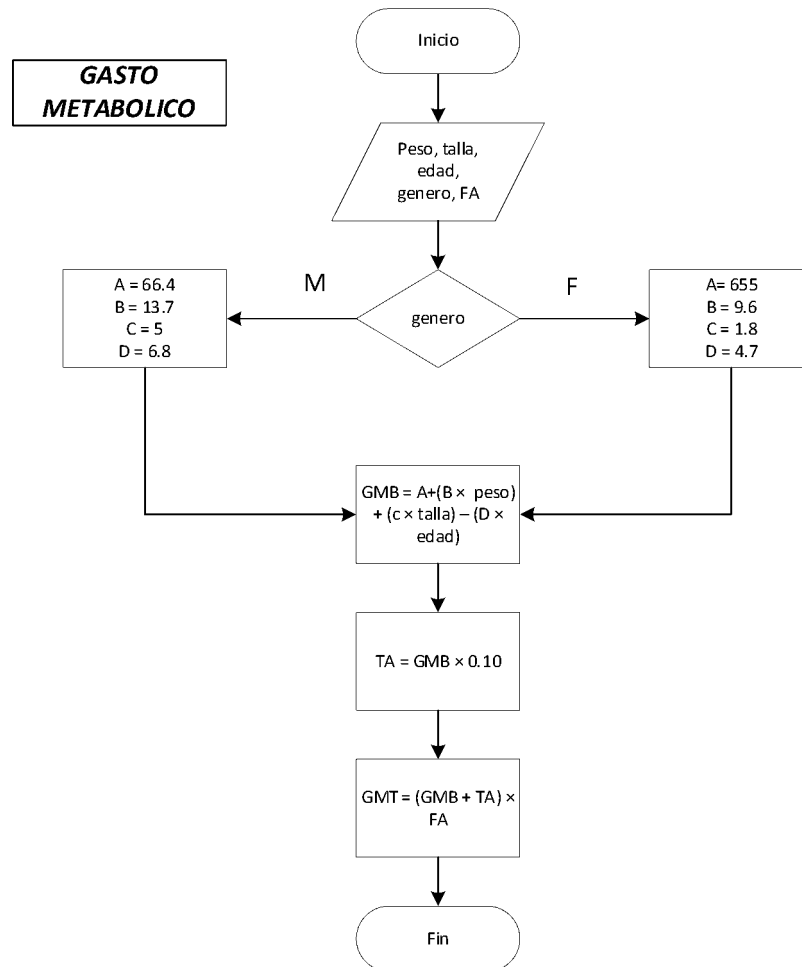 Inicio
GASTO
METABOLICO
Peso, talla,
edad,
genero, FA
M
F
A = 66.4
B = 13.7
C = 5
D = 6.8
genero
A= 655
B = 9.6
C = 1.8
D = 4.7
GMB = A+(B × peso)
+ (c × talla) – (D ×
edad)
TA = GMB × 0.10
GMT = (GMB + TA) ×
FA
Fin